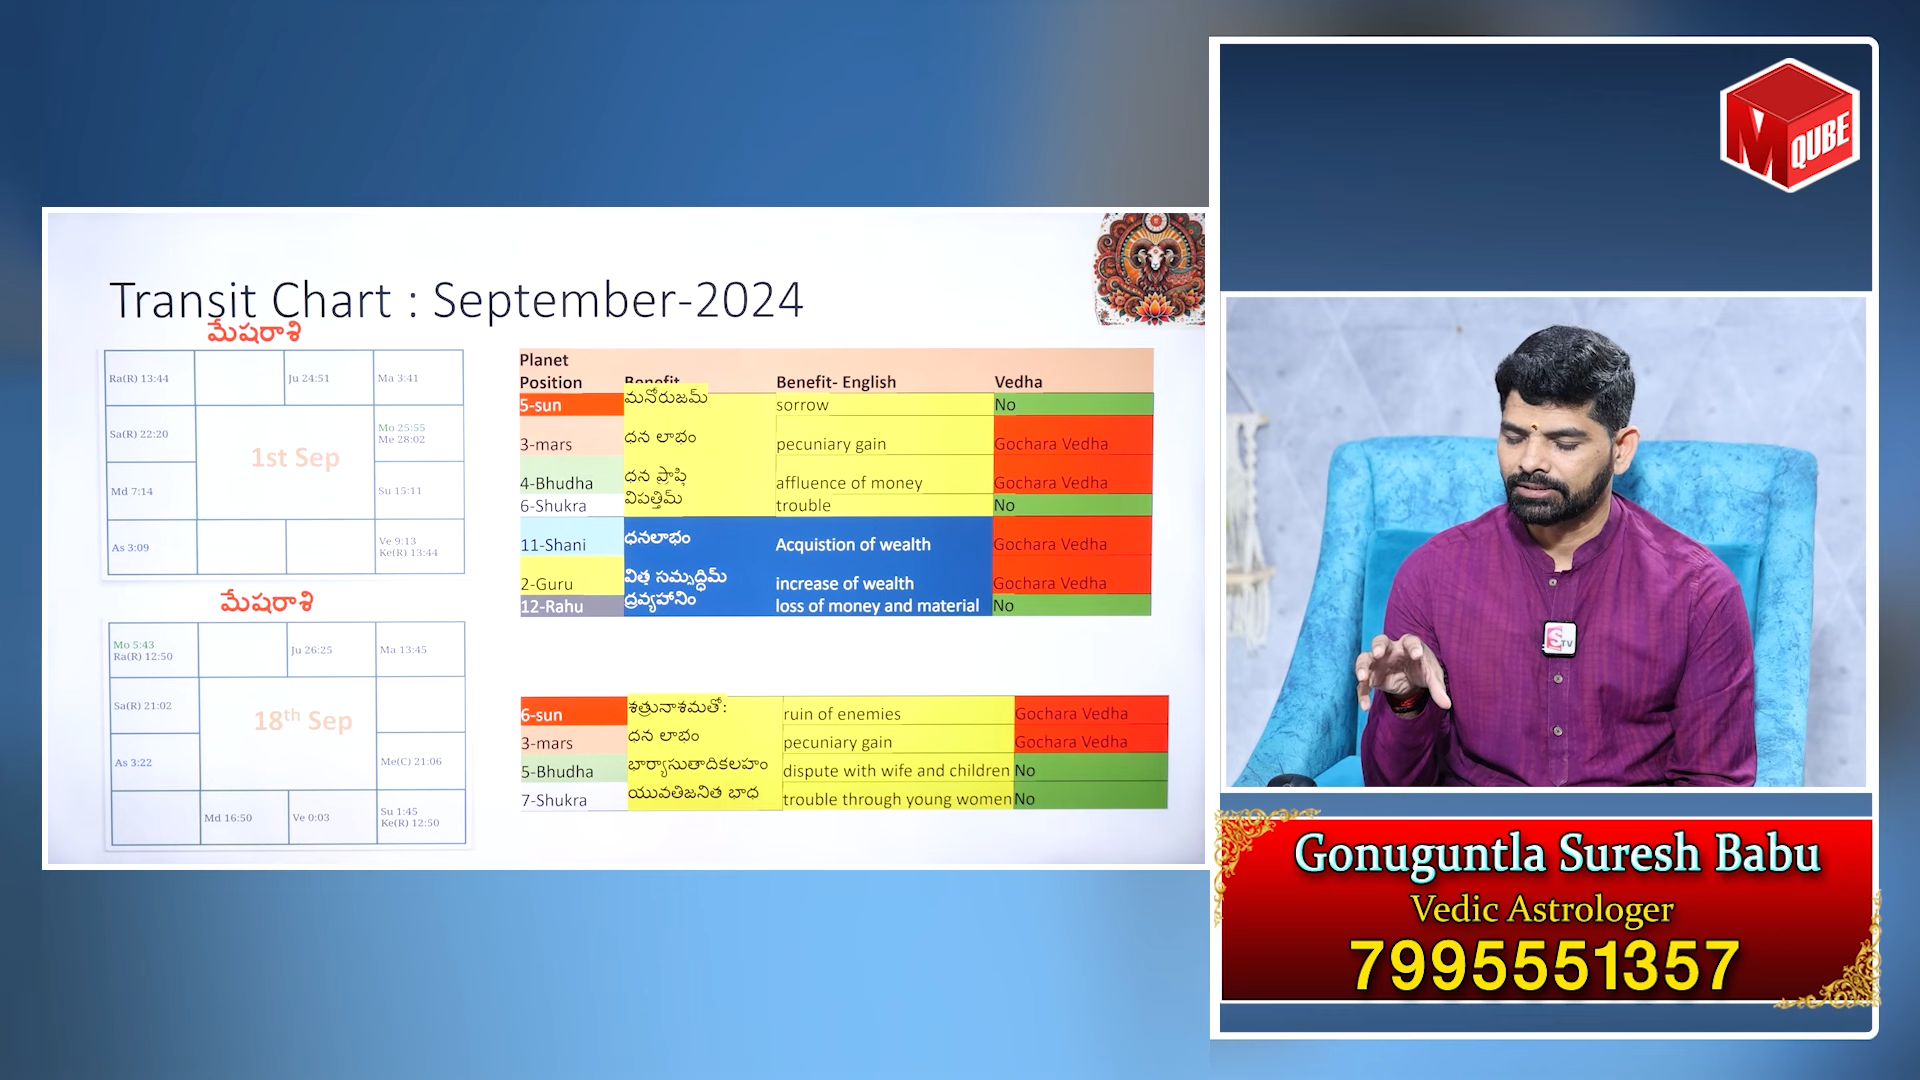 M QUBE
Transit Chart : September-2024
మేషరాశి
Ra(R) 13:44
Ju 24:51
Ma 3:41
Sa(R) 22:20
Mo 25:55
Me 28:02
1st Sep
Md 7:14
Su 15:11
As 3:09
Ve 9:13
Ke(R) 13:44
మేషరాశి
Mo 5:43
Ra(R) 12:50
Ju 26:25
Ma 13:45
Sa(R) 21:02
18th Sep
As 3:22
Me(C) 21:06
Md 16:50
Ve 0:03
Su 1:45
Ke(R) 12:50
Planet Position Benefit Benefit- English Vedha
5-sun మనోరుజమ్ sorrow No
3-mars ధన లాభం pecuniary gain Gochara Vedha
4-Bhudha ధన ప్రాప్తి affluence of money Gochara Vedha
6-Shukra విపత్తిమ్ trouble No
11-Shani ధనలాభం Acquistion of wealth Gochara Vedha
2-Guru విత్త సమృద్ధిమ్ increase of wealth Gochara Vedha
12-Rahu ద్రవ్యహానిం loss of money and material No
6-sun శత్రునాశమతో: ruin of enemies Gochara Vedha
3-mars ధన లాభం pecuniary gain Gochara Vedha
5-Bhudha భార్యాసుతాదికలహం dispute with wife and children No
7-Shukra యువతిజనిత భాధ trouble through young women No
S TV
Gonuguntla Suresh Babu
Vedic Astrologer
7995551357